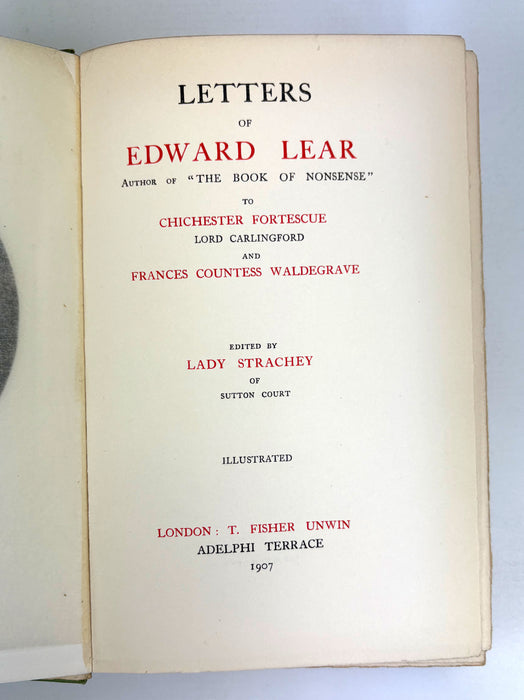 LETTERS
OF
EDWARD LEAR
AUTHOR OF "THE BOOK OF NONSENSE"
TO
CHICHESTER FORTESCUE
LORD CARLINGFORD
AND
FRANCES COUNTESS WALDEGRAVE
EDITED BY
LADY STRACHEY
OF
SUTTON COURT
ILLUSTRATED
LONDON: T. FISHER UNWIN
ADELPHI TERRACE
1907